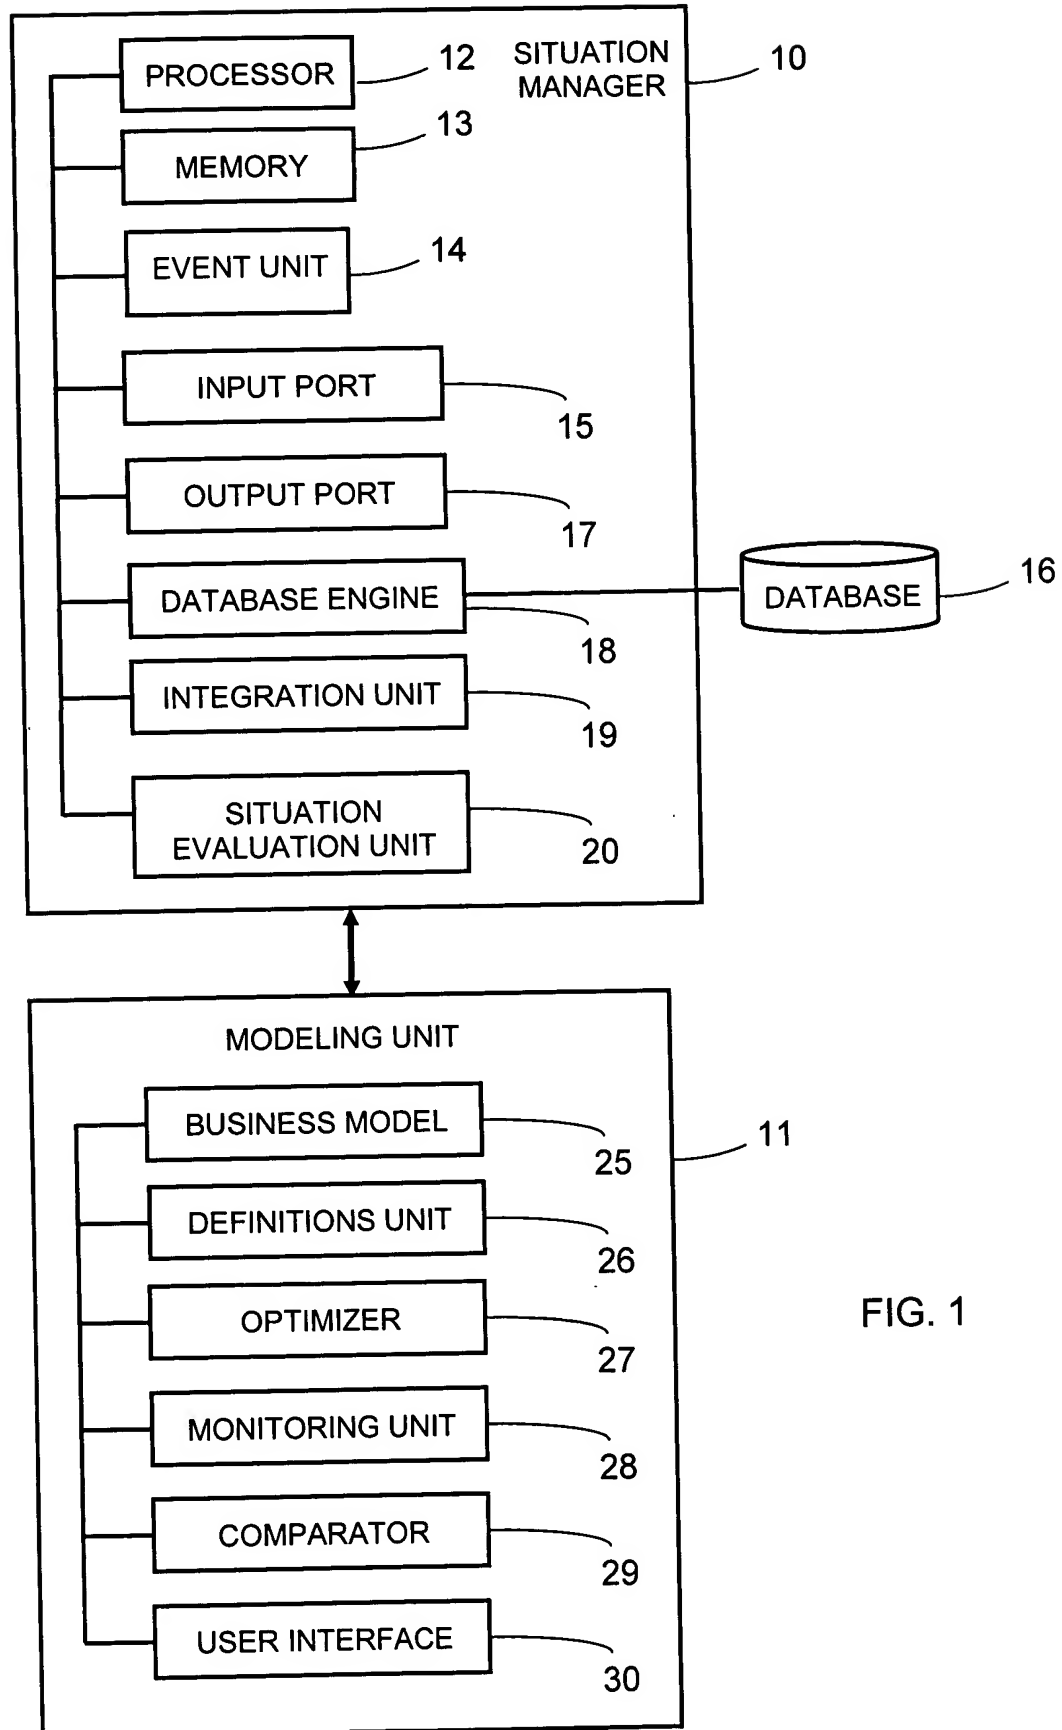 SITUATION
MANAGER
10
PROCESSOR
12
MEMORY
13
EVENT UNIT
14
INPUT PORT
15
OUTPUT PORT
17
DATABASE ENGINE
18
DATABASE
16
INTEGRATION UNIT
19
SITUATION
EVALUATION UNIT
20
MODELING UNIT
11
BUSINESS MODEL
25
DEFINITIONS UNIT
26
OPTIMIZER
27
FIG. 1
MONITORING UNIT
28
COMPARATOR
29
USER INTERFACE
30